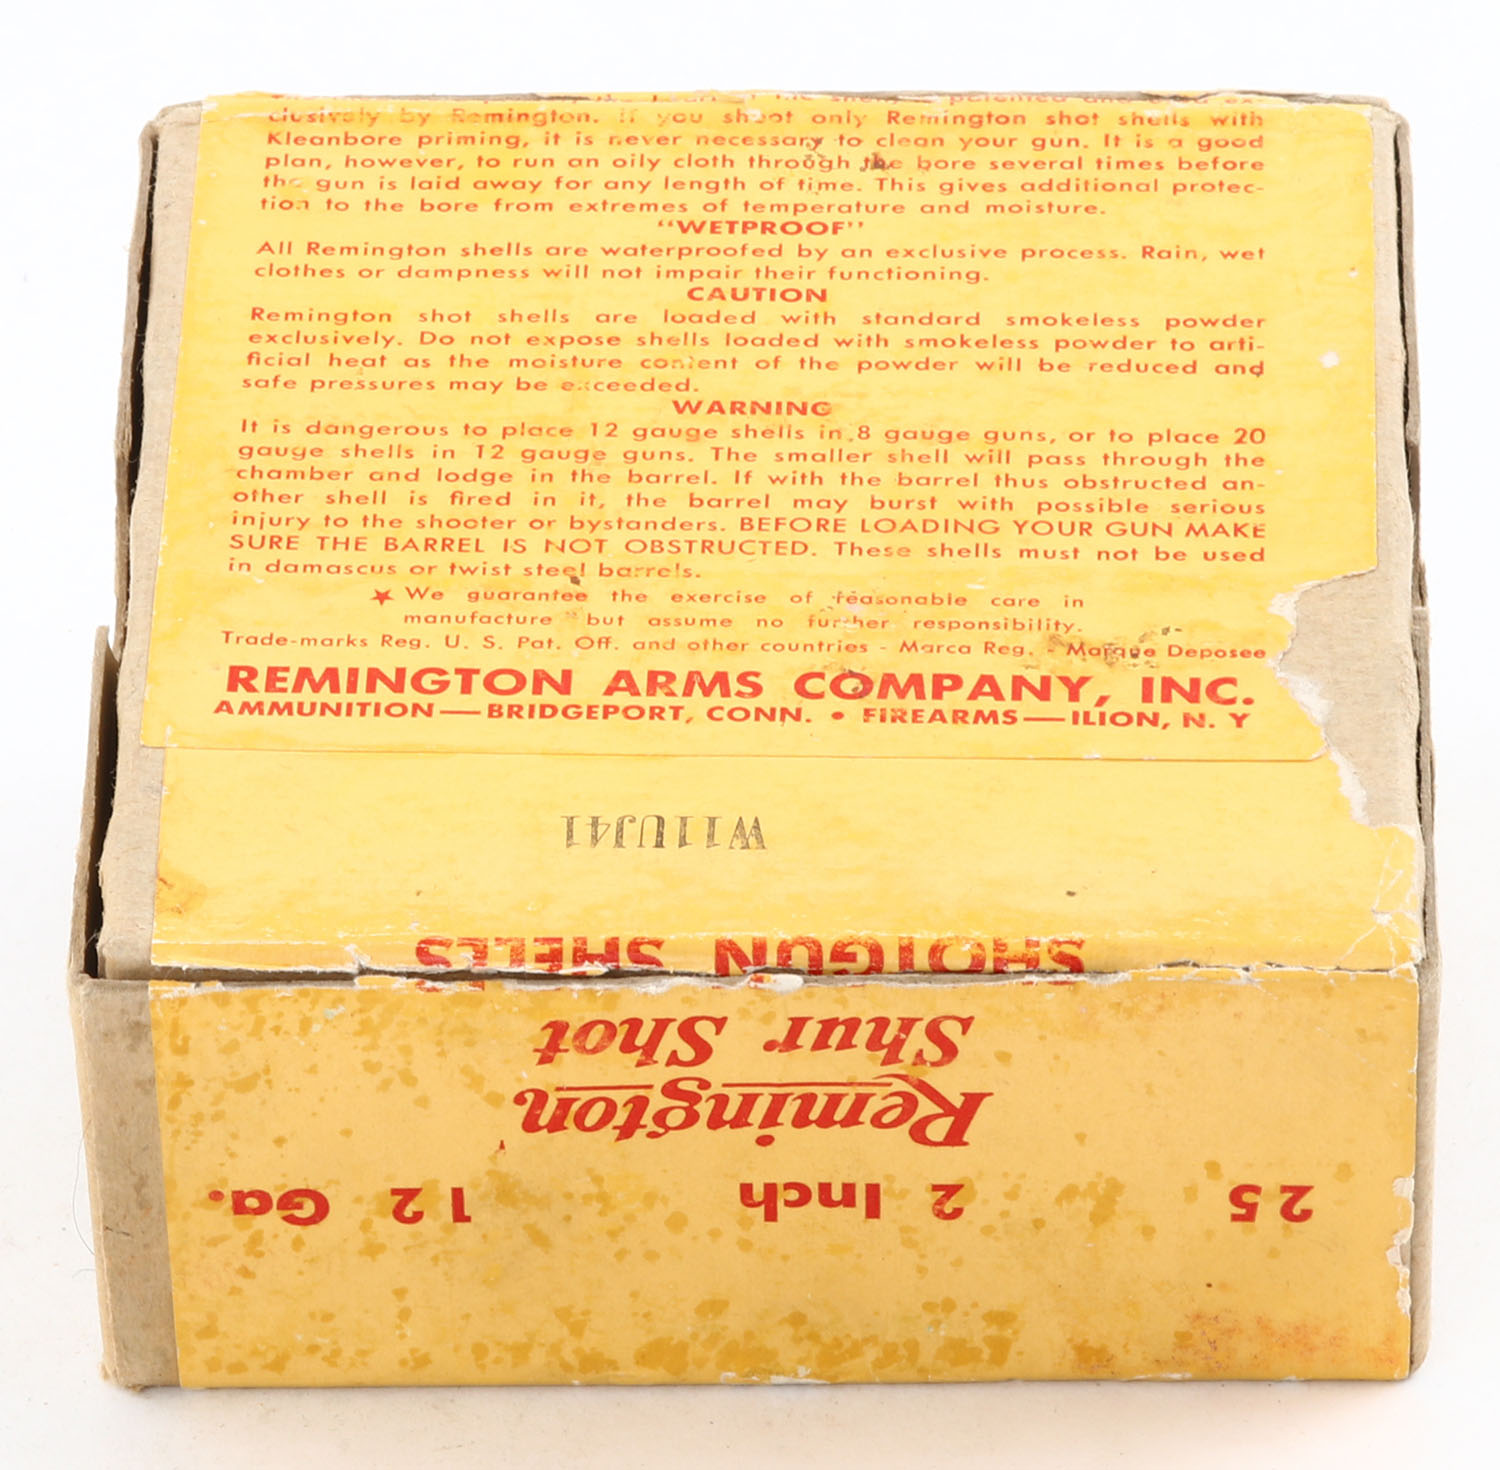 clusively by Remington. If you shoot only Remington shot shells with
Kleanbore priming, it is never necessary to clean your gun. It is a good
plan, however, to run an oily cloth through the bore several times before
the gun is laid away for any length of time. This gives additional protec-
tion to the bore from extremes of temperature and moisture.
"WETPROOF"
All Remington shells are waterproofed by an exclusive process. Rain, wet
clothes or dampness will not impair their functioning.
CAUTION
Remington shot shells are loaded with standard smokeless powder
exclusively. Do not expose shells loaded with smokeless powder to arti-
ficial heat as the moisture content of the powder will be reduced and
safe pressures may be exceeded.
WARNING
It is dangerous to place 12 gauge shells in 8 gauge guns, or to place 20
gauge shells in 12 gauge guns. The smaller shell will pass through the
chamber and lodge in the barrel. If with the barrel thus obstructed an-
other shell is fired in it, the barrel may burst with possible serious
injury to the shooter or bystanders. BEFORE LOADING YOUR GUN MAKE
SURE THE BARREL IS NOT OBSTRUCTED. These shells must not be used
in damascus or twist steel barrels.
★ We guarantee the exercise of reasonable care in
manufacture but assume no further responsibility.
Trade-marks Reg. U. S. Pat. Off. and other countries - Marca Reg. - Marque Deposee
REMINGTON ARMS COMPANY, INC.
AMMUNITION—BRIDGEPORT, CONN. • FIREARMS—ILION, N. Y
W11UJ41
SHOTGUN SHELLS
Shur Shot
Remington
25 2 Inch 12 Ga.